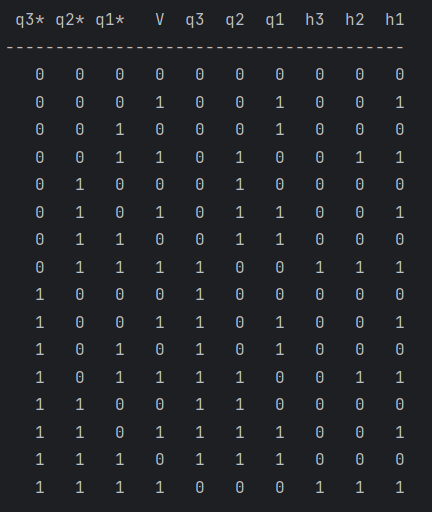 q3* q2* q1* V q3 q2 q1 h3 h2 h1
----------------------------------------
0 0 0 0 0 0 0 0 0 0
0 0 0 1 0 0 1 0 0 1
0 0 1 0 0 0 1 0 0 0
0 0 1 1 0 1 0 0 1 1
0 1 0 0 0 1 0 0 0 0
0 1 0 1 0 1 1 0 0 1
0 1 1 0 0 1 1 0 0 0
0 1 1 1 1 0 0 1 1 1
1 0 0 0 1 0 0 0 0 0
1 0 0 1 1 0 1 0 0 1
1 0 1 0 1 0 1 0 0 0
1 0 1 1 1 1 0 0 1 1
1 1 0 0 1 1 0 0 0 0
1 1 0 1 1 1 1 0 0 1
1 1 1 0 1 1 1 0 0 0
1 1 1 1 0 0 0 1 1 1